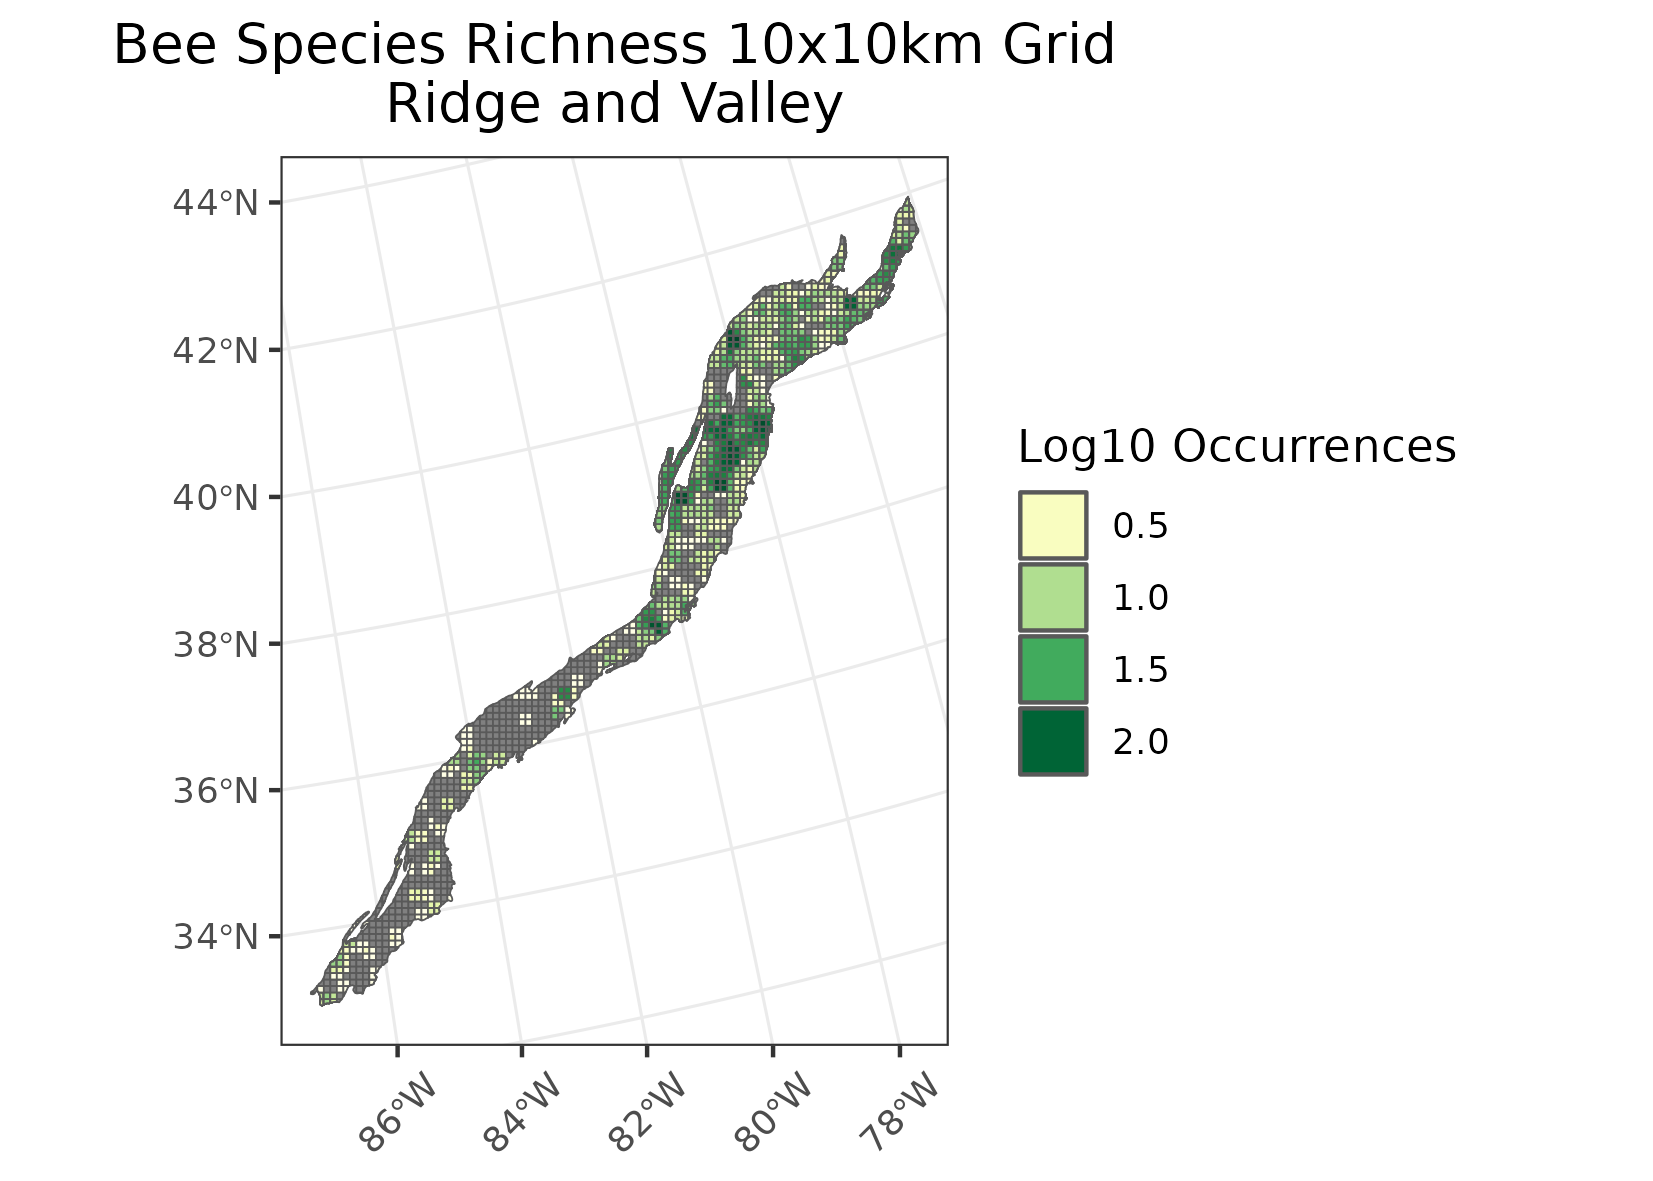 Bee Species Richness 10x10km Grid
Ridge and Valley
44°N
42°N
40°N
38°N
36°N
34°N
86°W
84°W
82°W
80°W
78°W
Log10 Occurrences
0.5
1.0
1.5
2.0